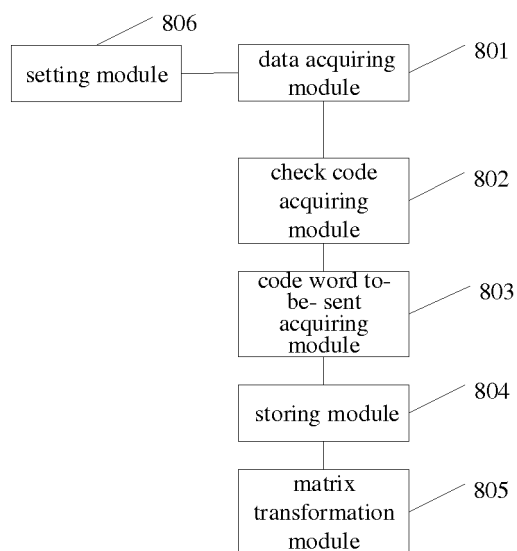 806
setting module
data acquiring
module
801
check code
acquiring
module
802
code word to-
be- sent
acquiring
module
803
storing module
804
matrix
transformation
module
805